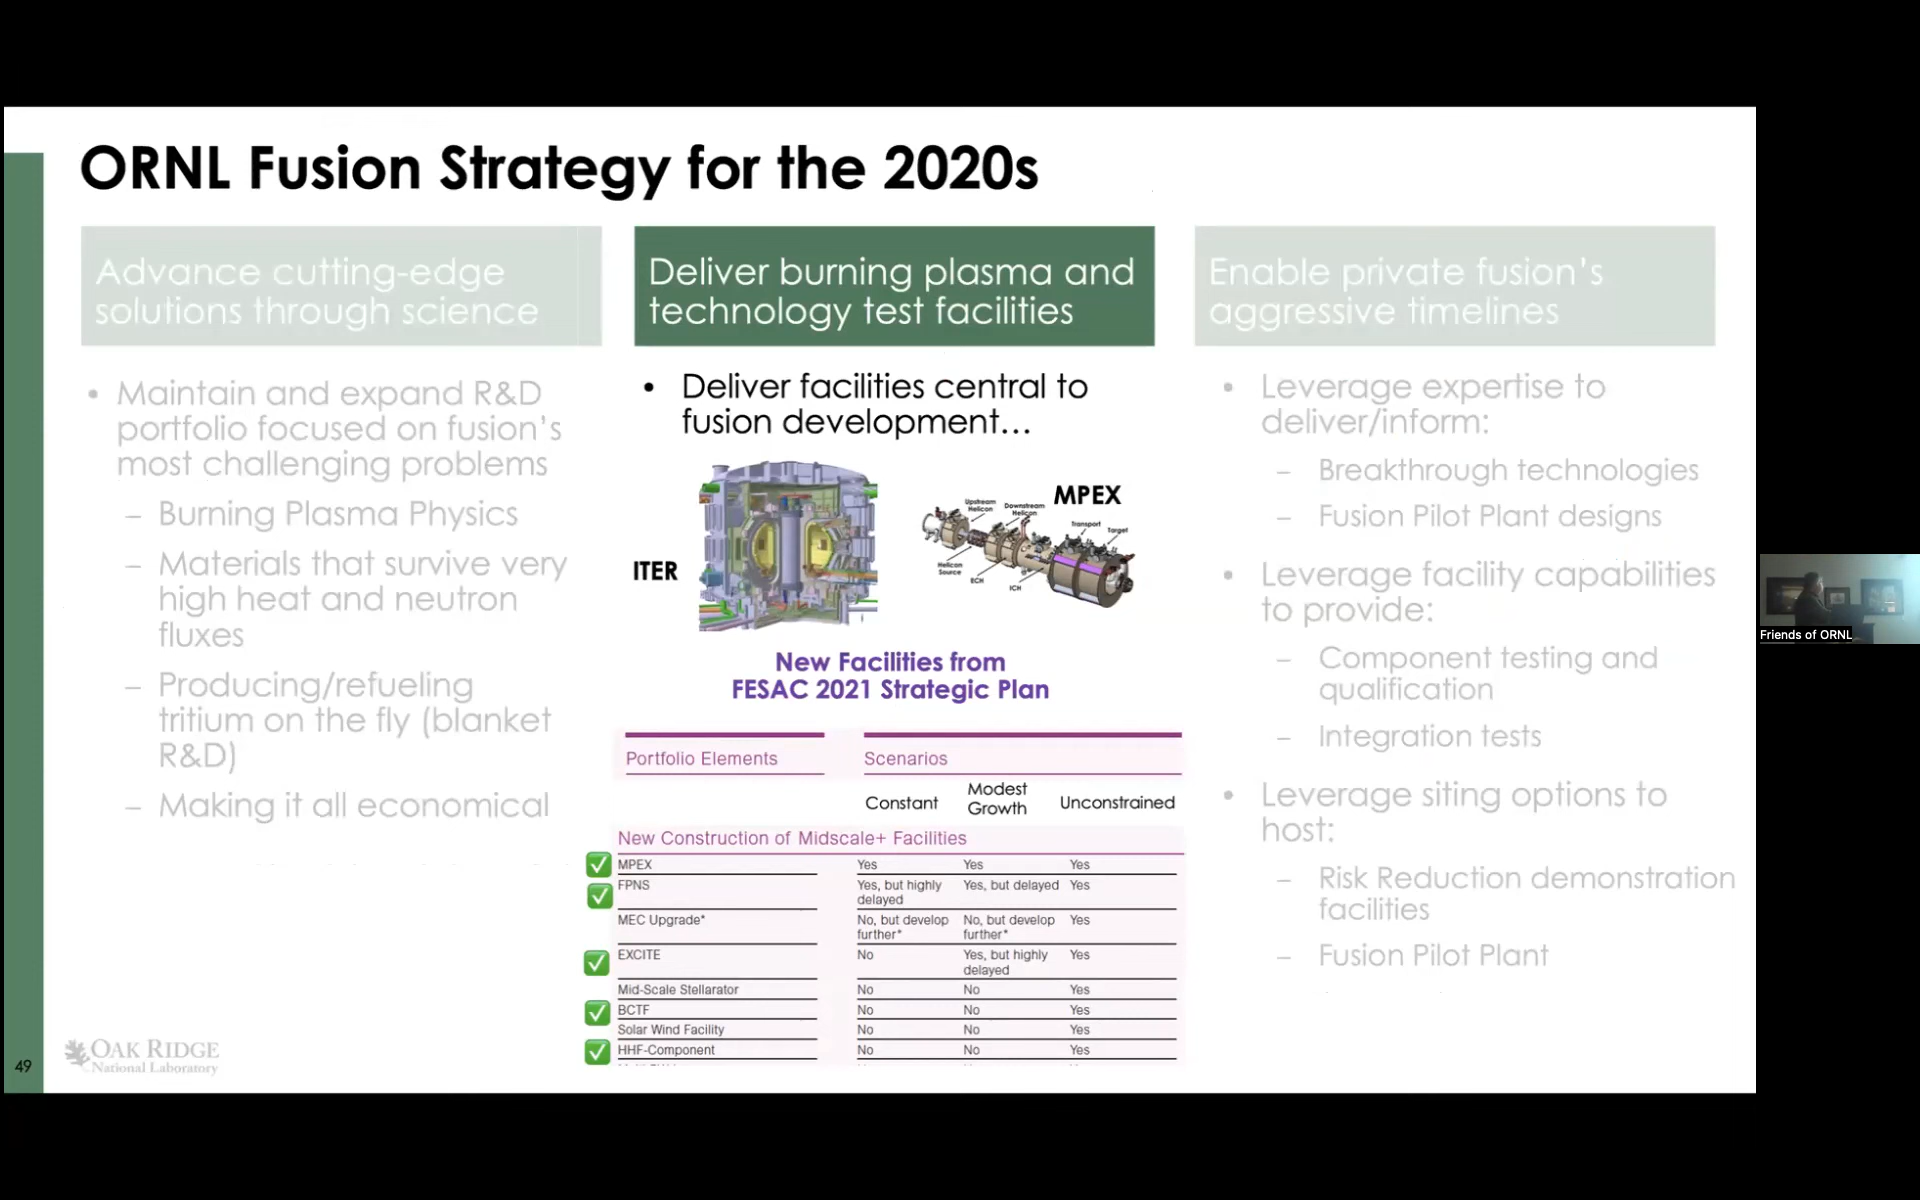 ORNL Fusion Strategy for the 2020s
Advance cutting-edge
solutions through science
• Maintain and expand R&D
portfolio focused on fusion's
most challenging problems
– Burning Plasma Physics
– Materials that survive very
high heat and neutron
fluxes
– Producing/refueling
tritium on the fly (blanket
R&D)
– Making it all economical
Deliver burning plasma and
technology test facilities
• Deliver facilities central to
fusion development...
ITER
MPEX
Upstream
Helicon
Downstream
Helicon
Transport
Target
Helicon
Source
ECH
ICH
New Facilities from
FESAC 2021 Strategic Plan
Portfolio Elements Scenarios
Constant Modest
Growth Unconstrained
New Construction of Midscale+ Facilities
MPEX Yes Yes Yes
FPNS Yes, but highly
delayed Yes, but delayed Yes
MEC Upgrade* No, but develop
further* No, but develop
further* Yes
EXCITE No Yes, but highly
delayed Yes
Mid-Scale Stellarator No No Yes
BCTF No No Yes
Solar Wind Facility No No Yes
HHF-Component No No Yes
Enable private fusion's
aggressive timelines
• Leverage expertise to
deliver/inform:
– Breakthrough technologies
– Fusion Pilot Plant designs
• Leverage facility capabilities
to provide:
– Component testing and
qualification
– Integration tests
• Leverage siting options to
host:
– Risk Reduction demonstration
facilities
– Fusion Pilot Plant
49
OAK RIDGE
National Laboratory
Friends of ORNL